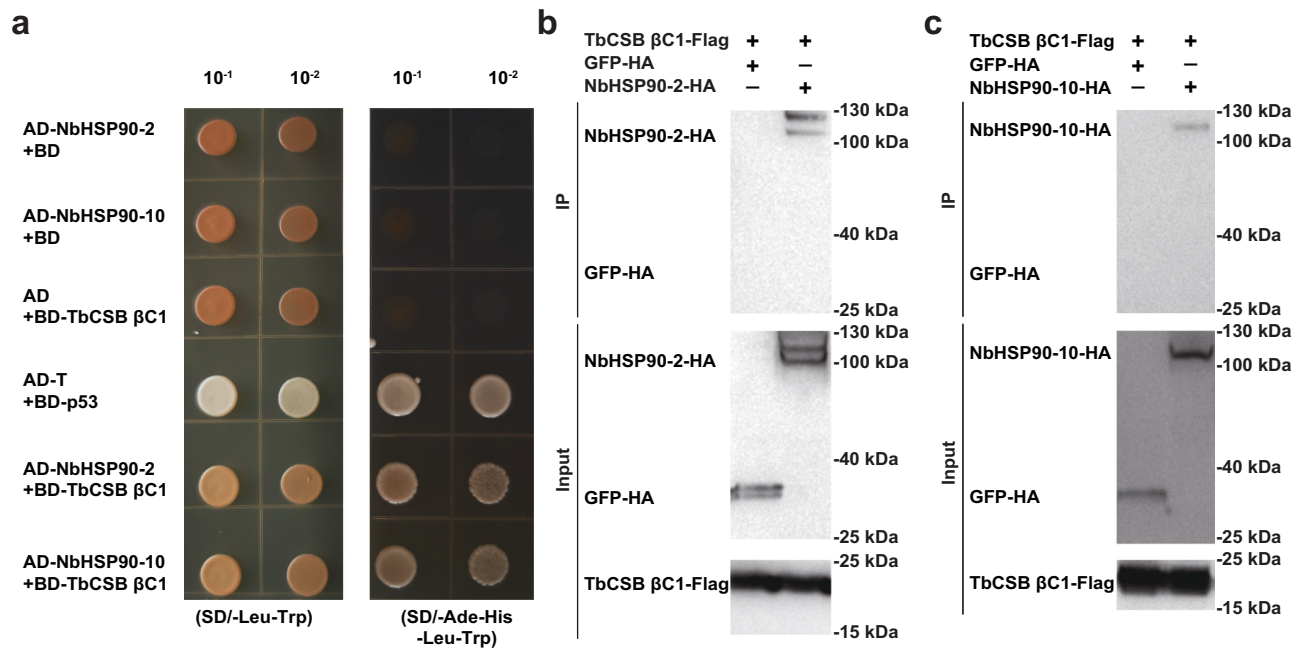 a
10-1
10-2
10-1
10-2
AD-NbHSP90-2
+BD
AD-NbHSP90-10
+BD
AD
+BD-TbCSB βC1
AD-T
+BD-p53
AD-NbHSP90-2
+BD-TbCSB βC1
AD-NbHSP90-10
+BD-TbCSB βC1
(SD/-Leu-Trp)
(SD/-Ade-His
-Leu-Trp)
b
TbCSB βC1-Flag + +
GFP-HA + –
NbHSP90-2-HA – +
IP
NbHSP90-2-HA
GFP-HA
-130 kDa
-100 kDa
-40 kDa
-25 kDa
Input
NbHSP90-2-HA
GFP-HA
-130 kDa
-100 kDa
-40 kDa
-25 kDa
TbCSB βC1-Flag
-25 kDa
-15 kDa
c
TbCSB βC1-Flag + +
GFP-HA + –
NbHSP90-10-HA – +
IP
NbHSP90-10-HA
GFP-HA
-130 kDa
-100 kDa
-40 kDa
-25 kDa
Input
NbHSP90-10-HA
GFP-HA
-130 kDa
-100 kDa
-40 kDa
-25 kDa
TbCSB βC1-Flag
-25 kDa
-15 kDa